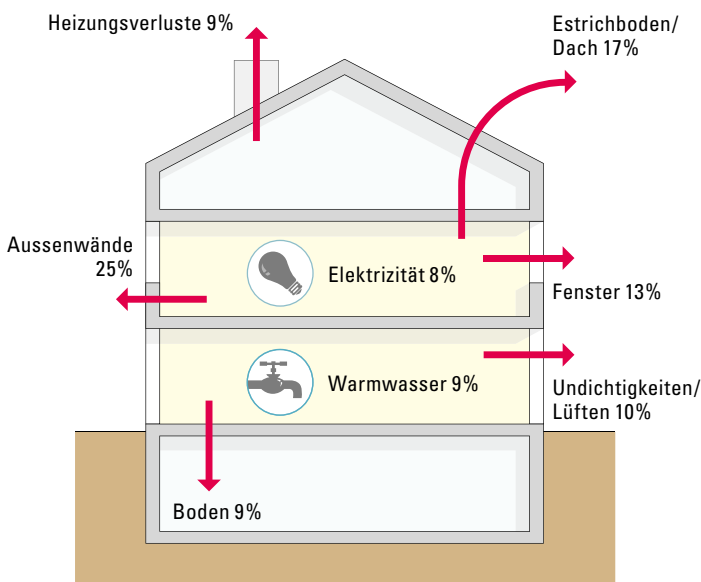 Heizungsverluste 9%
Estrichboden/
Dach 17%
Aussenwände
25%
Elektrizität 8%
Fenster 13%
Warmwasser 9%
Undichtigkeiten/
Lüften 10%
Boden 9%